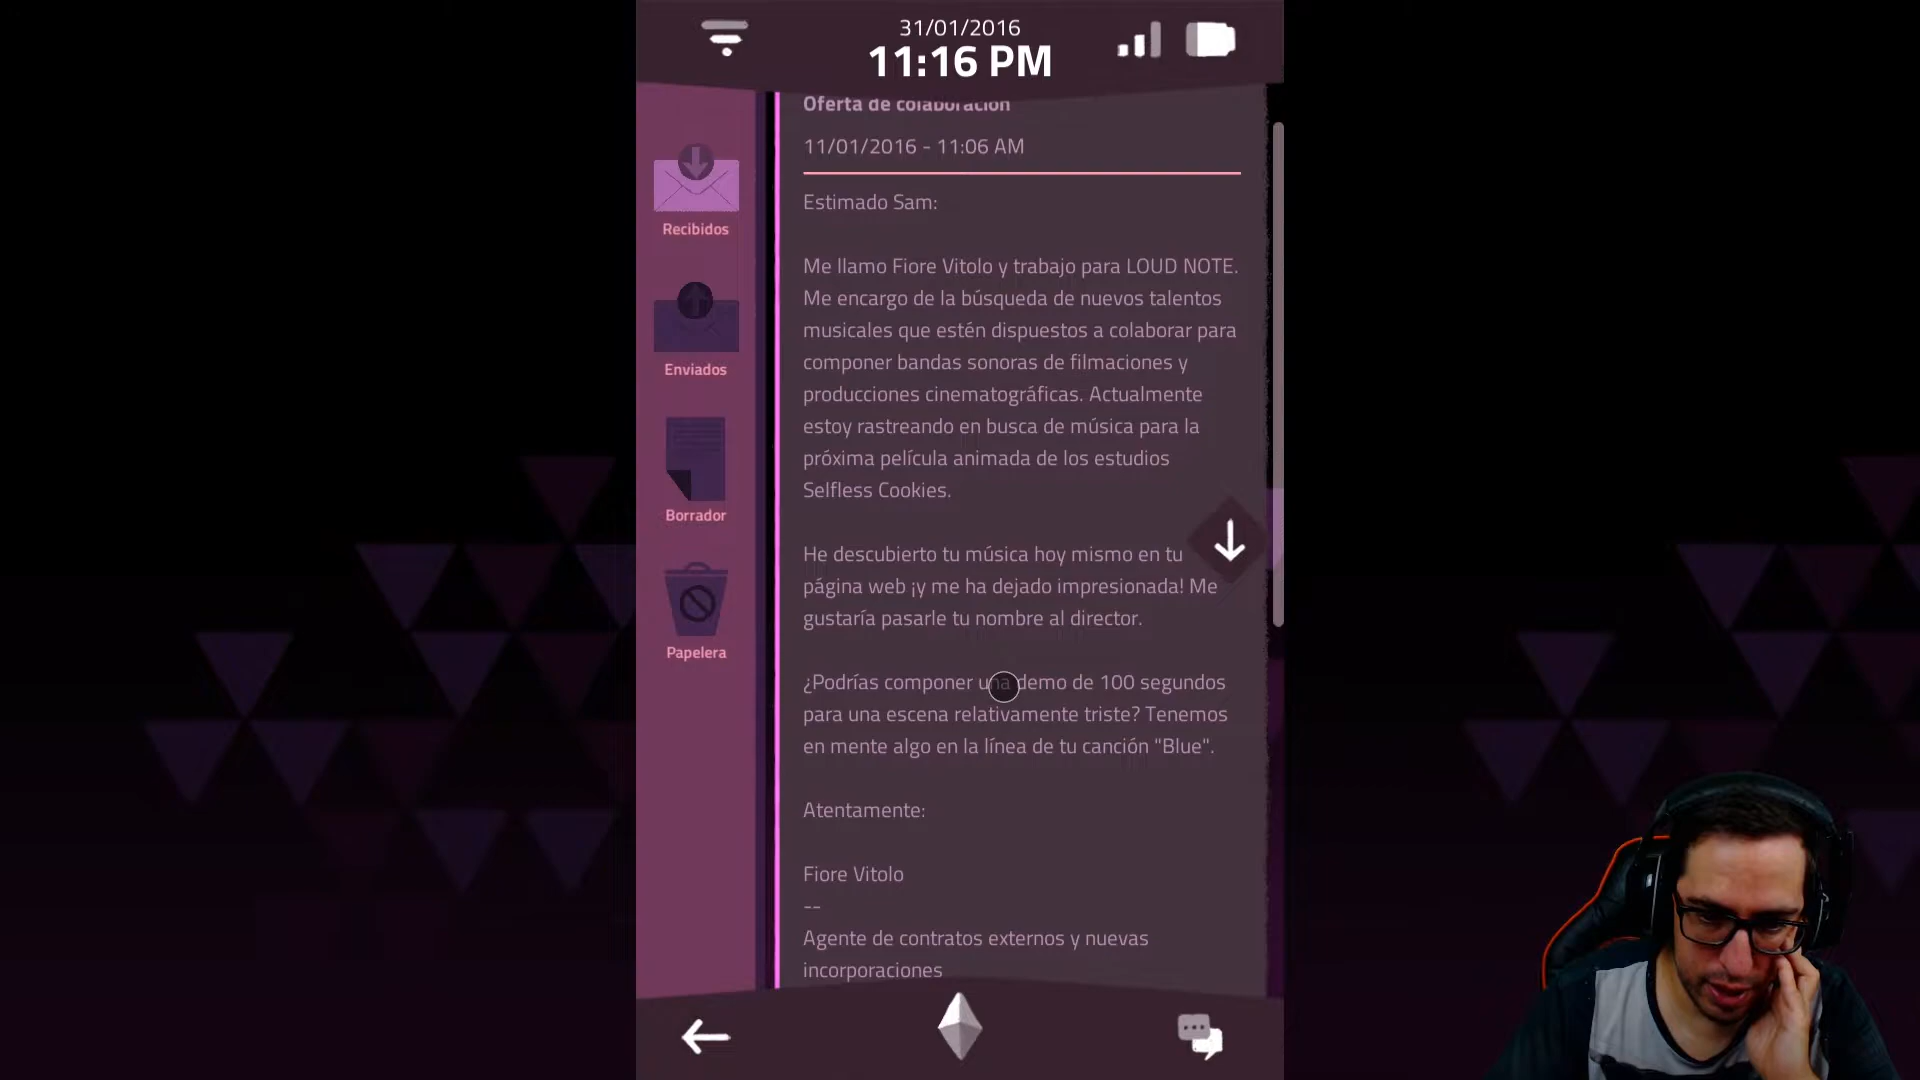 31/01/2016
11:16 PM
Oferta de colaboración
11/01/2016 - 11:06 AM
Estimado Sam:
Me llamo Fiore Vitolo y trabajo para LOUD NOTE.
Me encargo de la búsqueda de nuevos talentos
musicales que estén dispuestos a colaborar para
componer bandas sonoras de filmaciones y
producciones cinematográficas. Actualmente
estoy rastreando en busca de música para la
próxima película animada de los estudios
Selfless Cookies.
He descubierto tu música hoy mismo en tu
página web ¡y me ha dejado impresionada! Me
gustaría pasarle tu nombre al director.
¿Podrías componer una demo de 100 segundos
para una escena relativamente triste? Tenemos
en mente algo en la línea de tu canción "Blue".
Atentamente:
Fiore Vitolo
--
Agente de contratos externos y nuevas
incorporaciones
Recibidos
Enviados
Borrador
Papelera